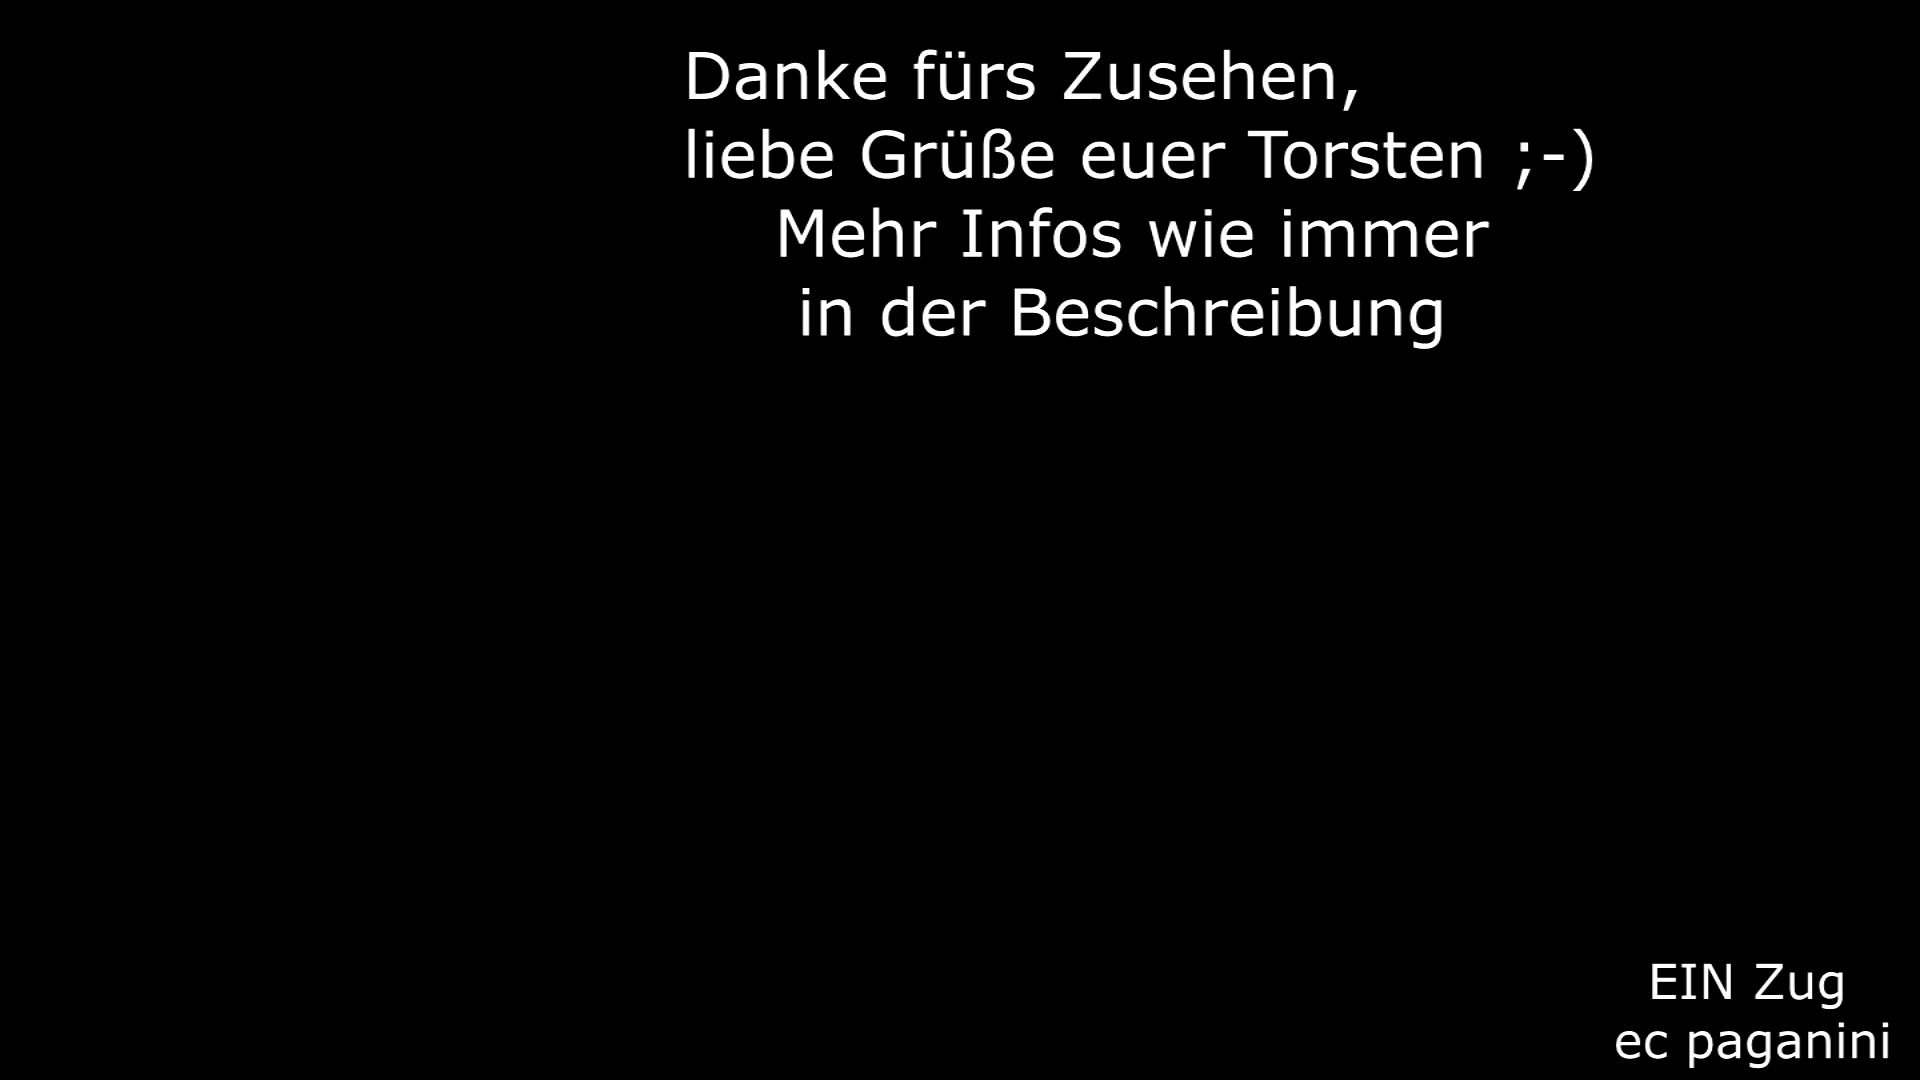 Danke fürs Zusehen,
liebe Grüße euer Torsten ;-)
Mehr Infos wie immer
in der Beschreibung
EIN Zug
ec paganini